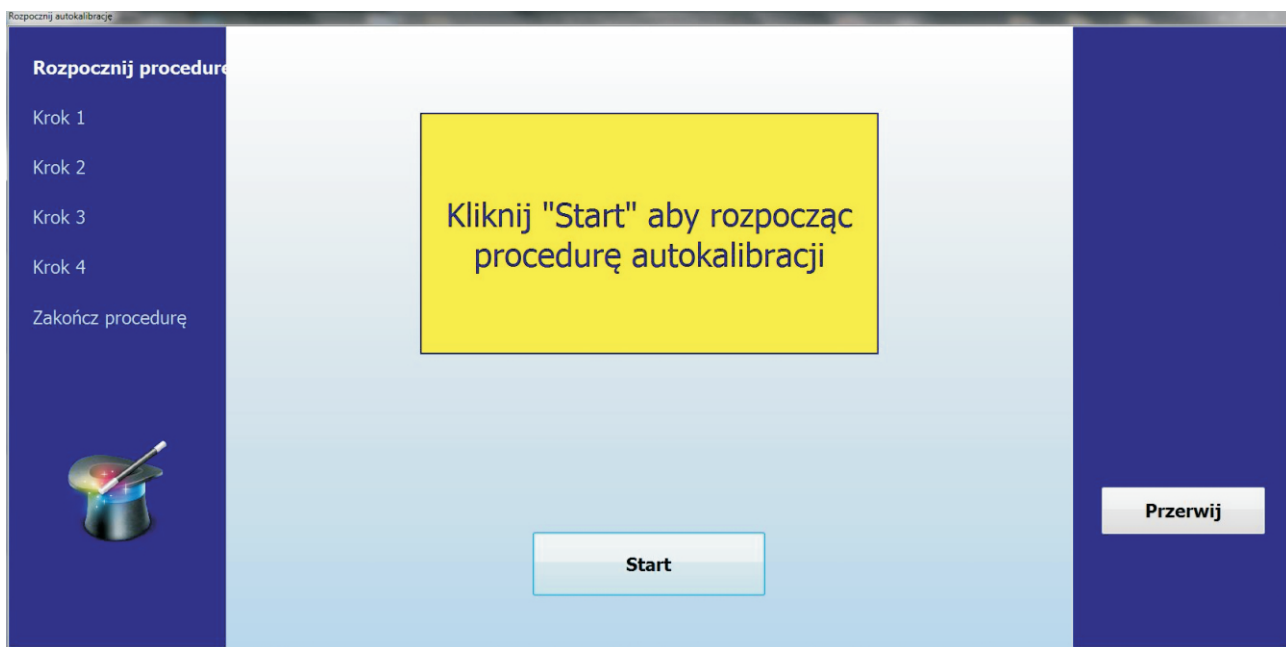 Rozpocznij autokalibrację
Rozpocznij procedurę
Krok 1
Krok 2
Krok 3
Krok 4
Zakończ procedurę
Kliknij "Start" aby rozpocząc
procedurę autokalibracji
Start
Przerwij